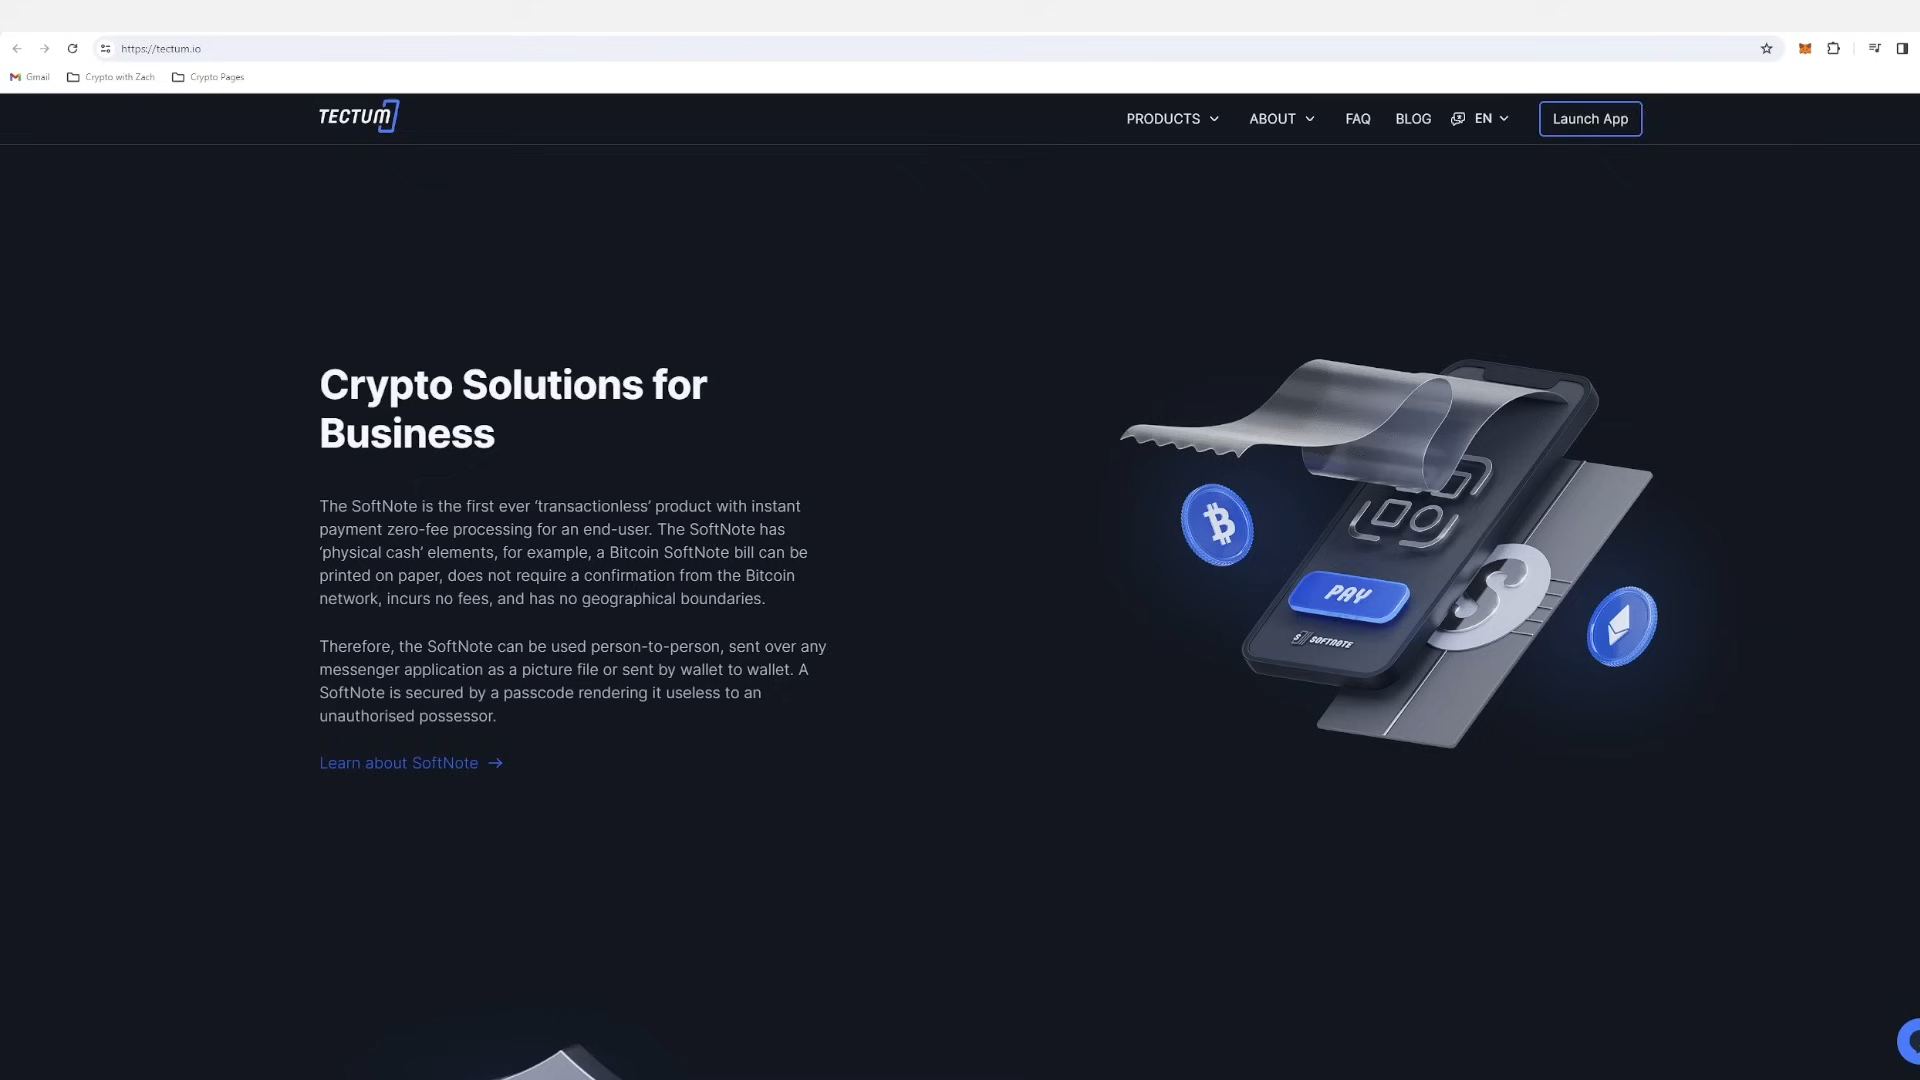 https://tectum.io
Gmail
Crypto with Zach
Crypto Pages
TECTUM
PRODUCTS
ABOUT
FAQ
BLOG
EN
Launch App
Crypto Solutions for
Business
The SoftNote is the first ever ‘transactionless’ product with instant
payment zero-fee processing for an end-user. The SoftNote has
‘physical cash’ elements, for example, a Bitcoin SoftNote bill can be
printed on paper, does not require a confirmation from the Bitcoin
network, incurs no fees, and has no geographical boundaries.
Therefore, the SoftNote can be used person-to-person, sent over any
messenger application as a picture file or sent by wallet to wallet. A
SoftNote is secured by a passcode rendering it useless to an
unauthorised possessor.
Learn about SoftNote →
PAY
SOFTNOTE